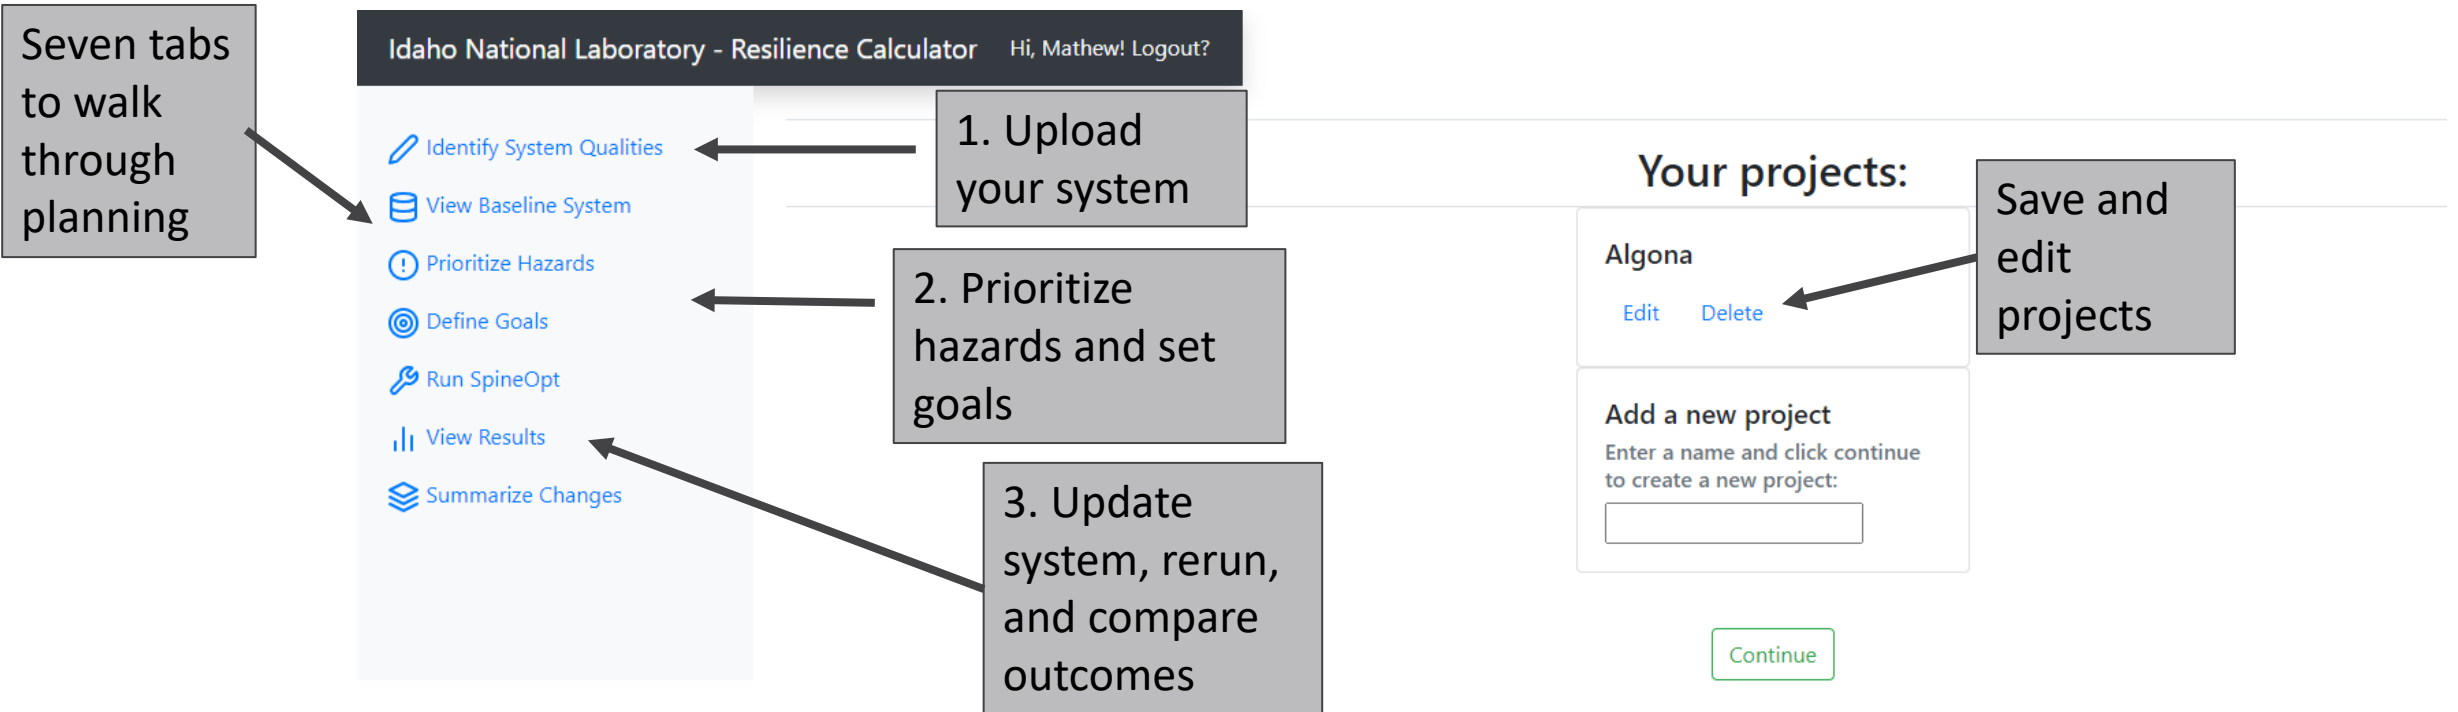 Seven tabs
to walk
through
planning
Idaho National Laboratory - Resilience Calculator Hi, Mathew! Logout?
Identify System Qualities
View Baseline System
Prioritize Hazards
Define Goals
Run SpineOpt
View Results
Summarize Changes
1. Upload
your system
2. Prioritize
hazards and set
goals
3. Update
system, rerun,
and compare
outcomes
Your projects:
Algona
Edit Delete
Save and
edit
projects
Add a new project
Enter a name and click continue
to create a new project:
Continue